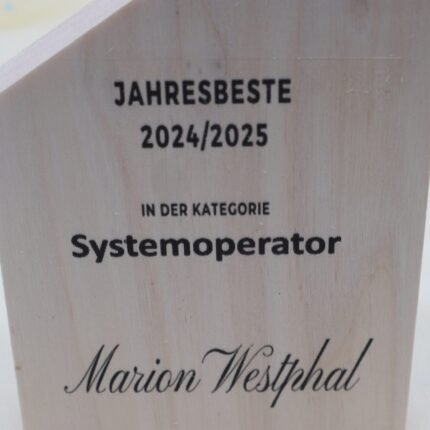 JAHRESBESTE
2024/2025
IN DER KATEGORIE
Systemoperator
Marion Westphal